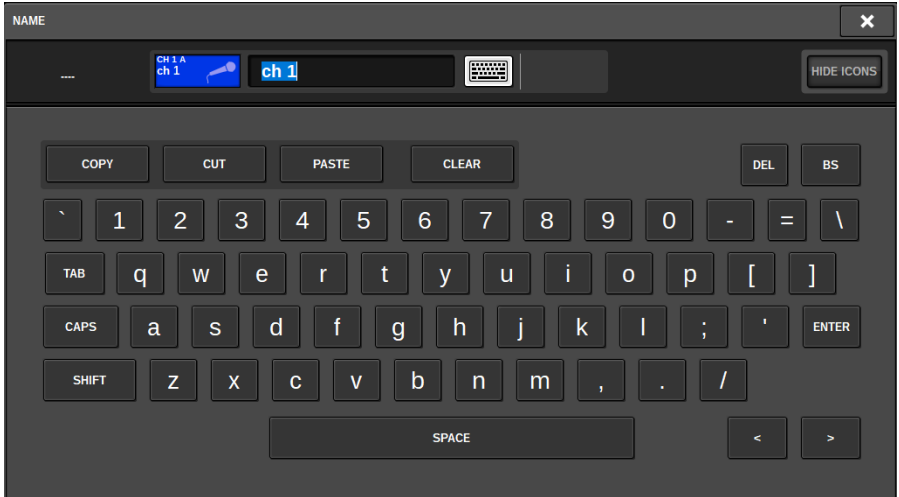 NAME ×
---- CH 1 A
ch 1 ch 1 HIDE ICONS
COPY CUT PASTE CLEAR DEL BS
` 1 2 3 4 5 6 7 8 9 0 - = \
TAB q w e r t y u i o p [ ]
CAPS a s d f g h j k l ; ' ENTER
SHIFT z x c v b n m , . /
SPACE < >